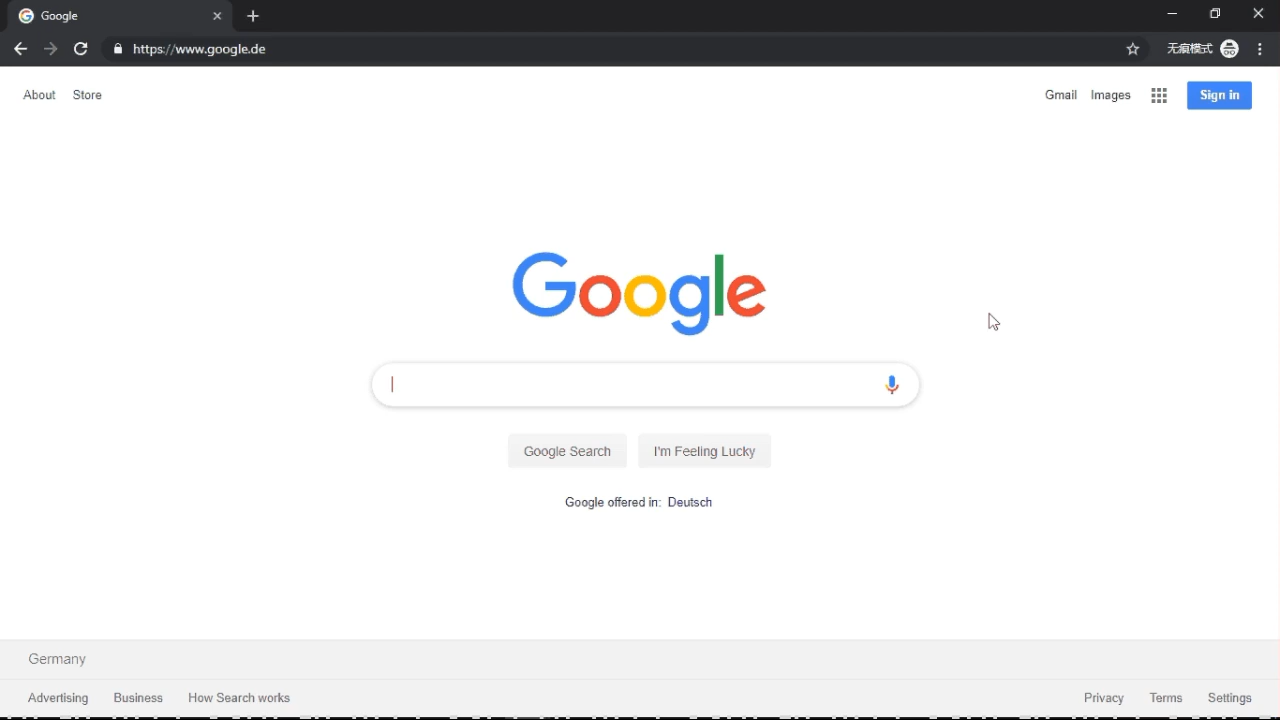 Google
https://www.google.de
无痕模式
About Store
Gmail Images Sign in
Google
Google Search I'm Feeling Lucky
Google offered in: Deutsch
Germany
Advertising Business How Search works
Privacy Terms Settings